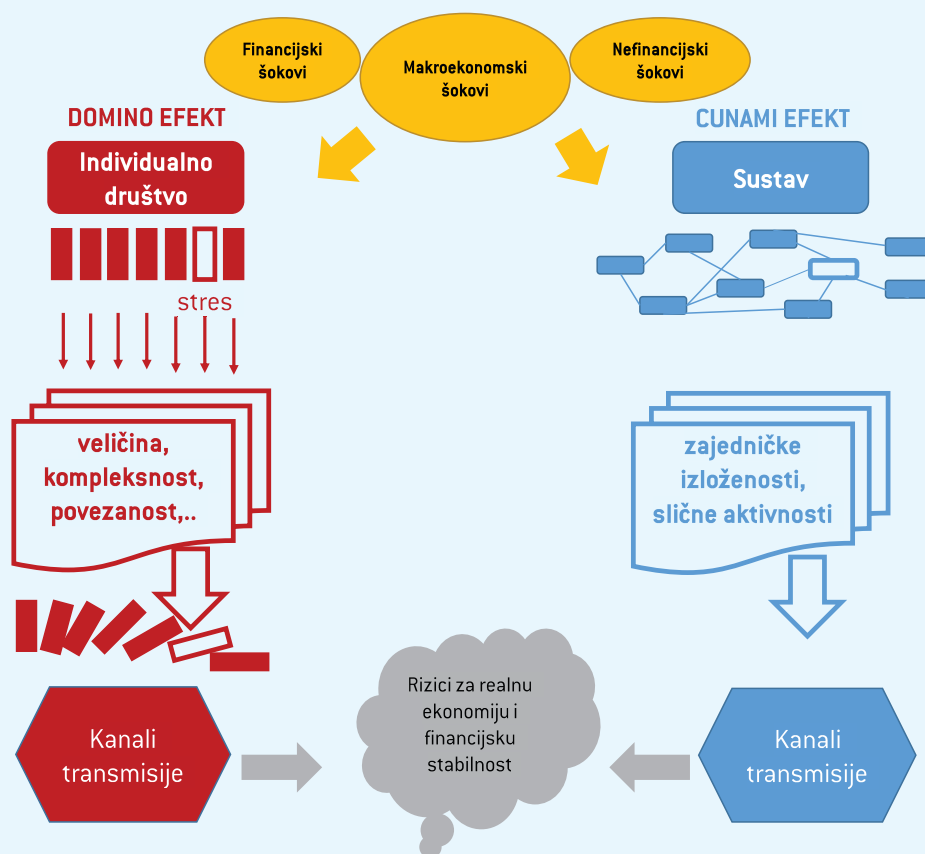 Financijski
šokovi
Makroekonomski
šokovi
Nefinancijski
šokovi
DOMINO EFEKT
Individualno
društvo
stres
veličina,
kompleksnost,
povezanost,..
Kanali
transmisije
CUNAMI EFEKT
Sustav
zajedničke
izloženosti,
slične aktivnosti
Kanali
transmisije
Rizici za realnu
ekonomiju i
financijsku
stabilnost